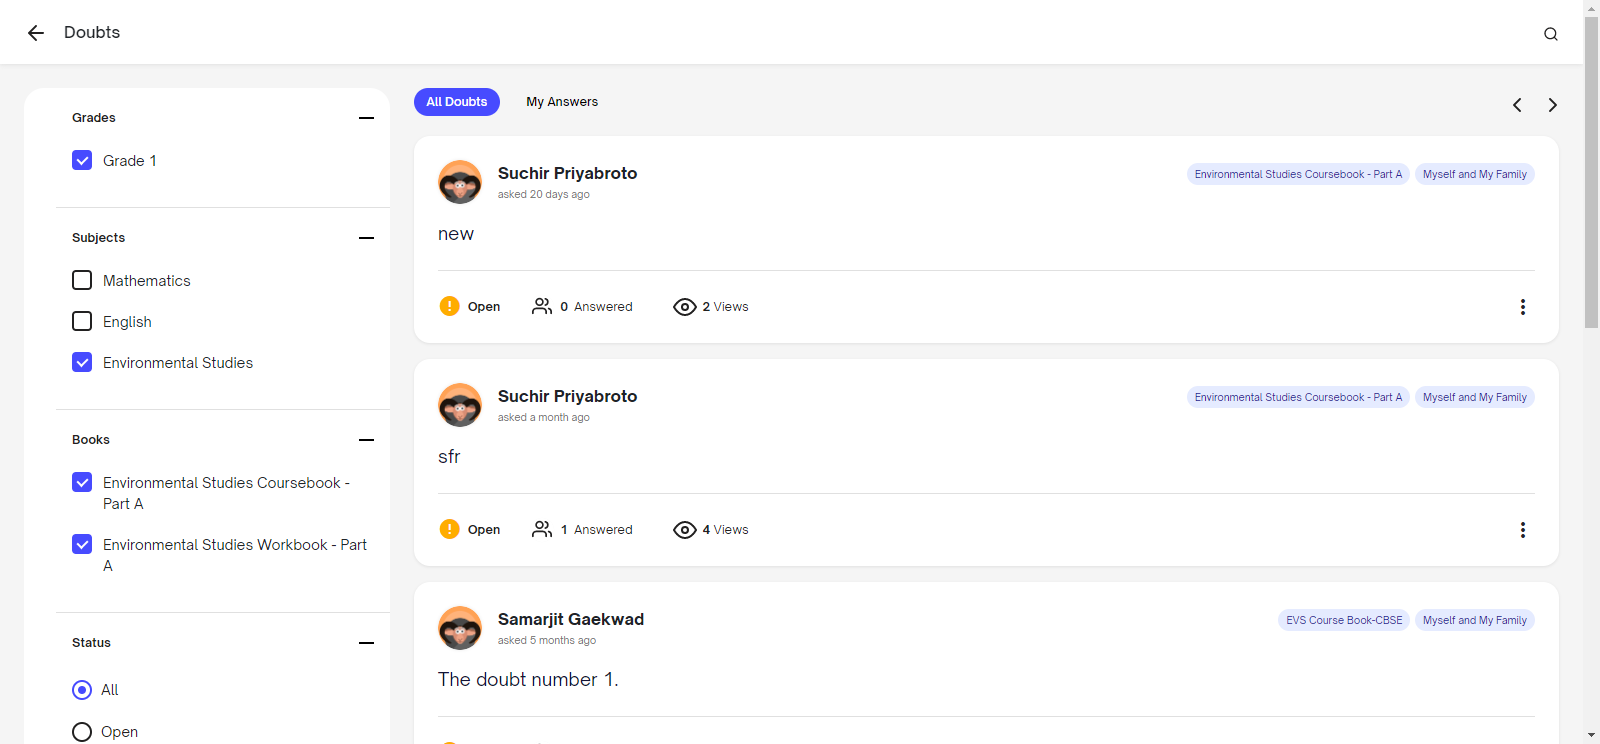 Doubts
Grades
Grade 1
Subjects
Mathematics
English
Environmental Studies
Books
Environmental Studies Coursebook -
Part A
Environmental Studies Workbook - Part
A
Status
All
Open
All Doubts My Answers
Suchir Priyabroto
asked 20 days ago
Environmental Studies Coursebook - Part A Myself and My Family
new
Open 0 Answered 2 Views
Suchir Priyabroto
asked a month ago
Environmental Studies Coursebook - Part A Myself and My Family
sfr
Open 1 Answered 4 Views
Samarjit Gaekwad
asked 5 months ago
EVS Course Book-CBSE Myself and My Family
The doubt number 1.